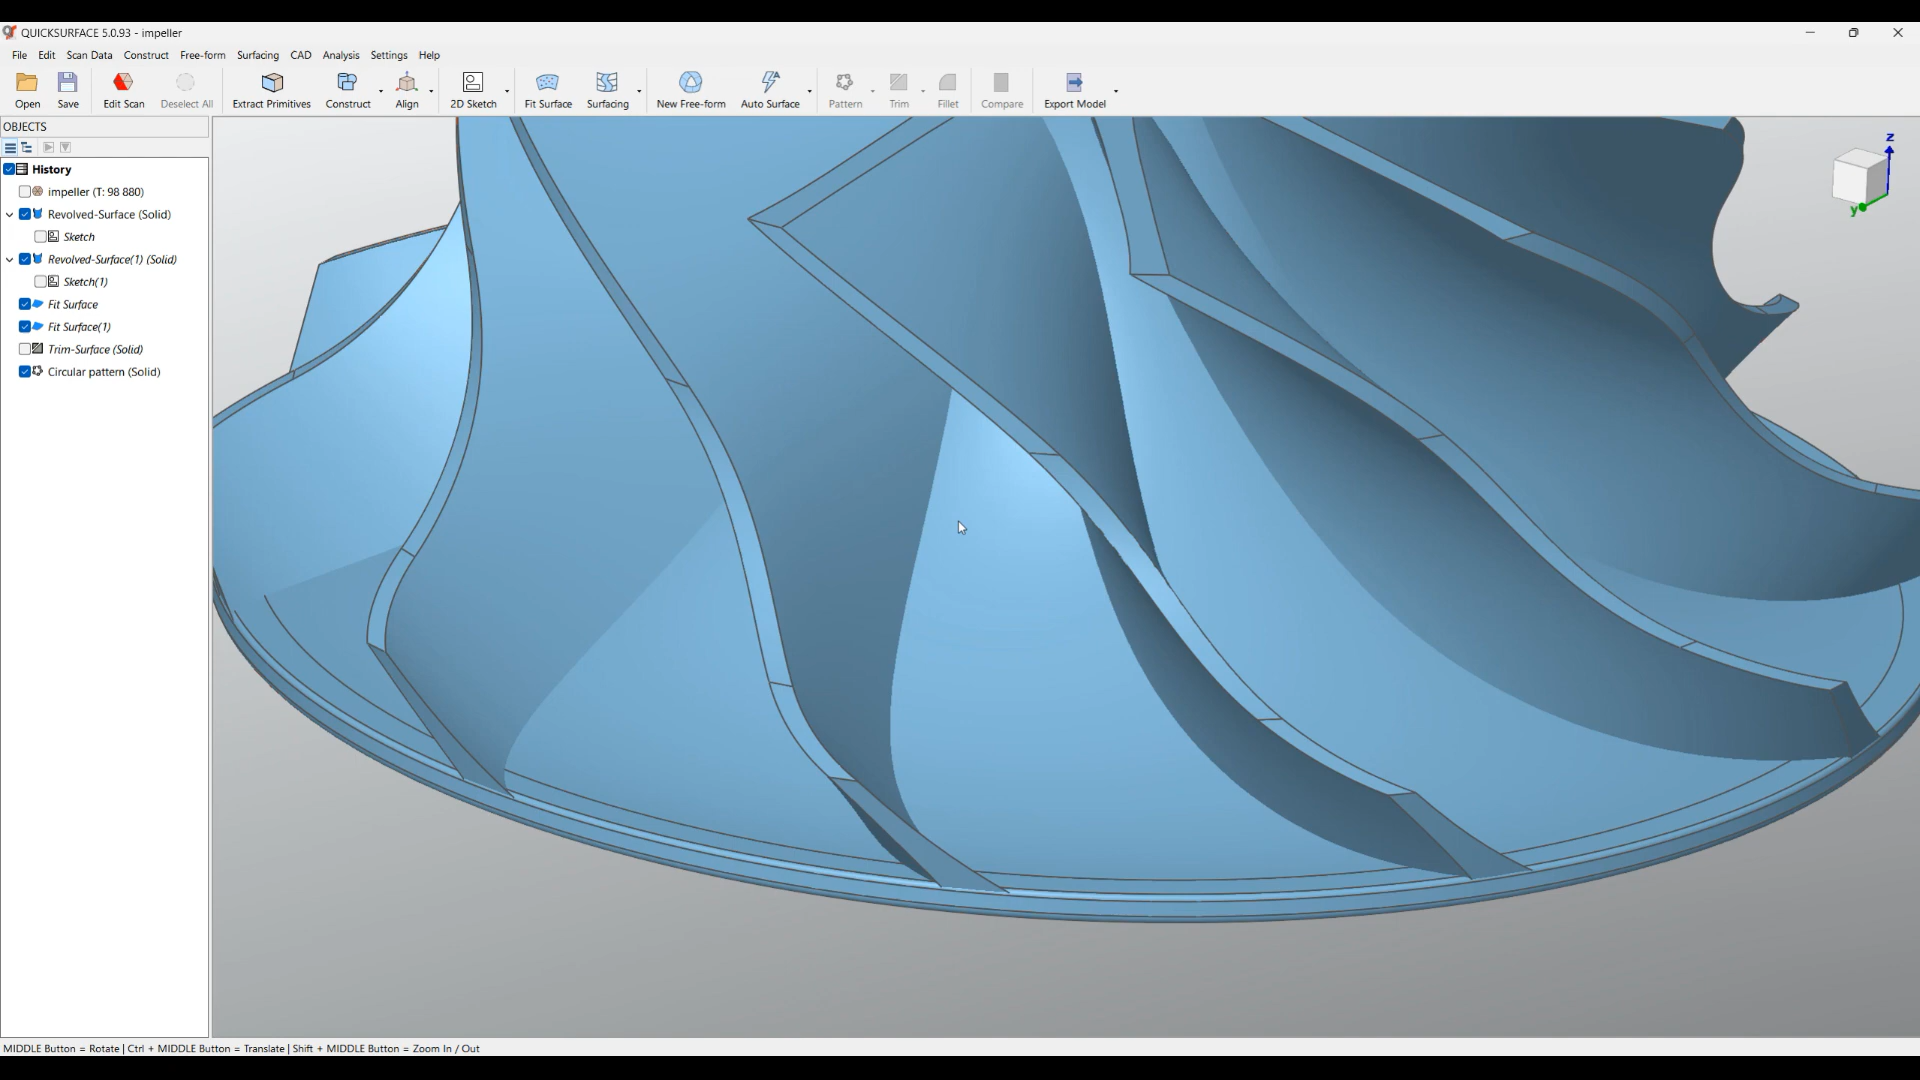 QUICKSURFACE 5.0.93 - impeller
File Edit Scan Data Construct Free-form Surfacing CAD Analysis Settings Help
Open Save Edit Scan Deselect All Extract Primitives Construct Align 2D Sketch Fit Surface Surfacing New Free-form Auto Surface Pattern Trim Fillet Compare Export Model
OBJECTS
History
impeller (T: 98 880)
Revolved-Surface (Solid)
Sketch
Revolved-Surface(1) (Solid)
Sketch(1)
Fit Surface
Fit Surface(1)
Trim-Surface (Solid)
Circular pattern (Solid)
z
y
MIDDLE Button = Rotate | Ctrl + MIDDLE Button = Translate | Shift + MIDDLE Button = Zoom In / Out